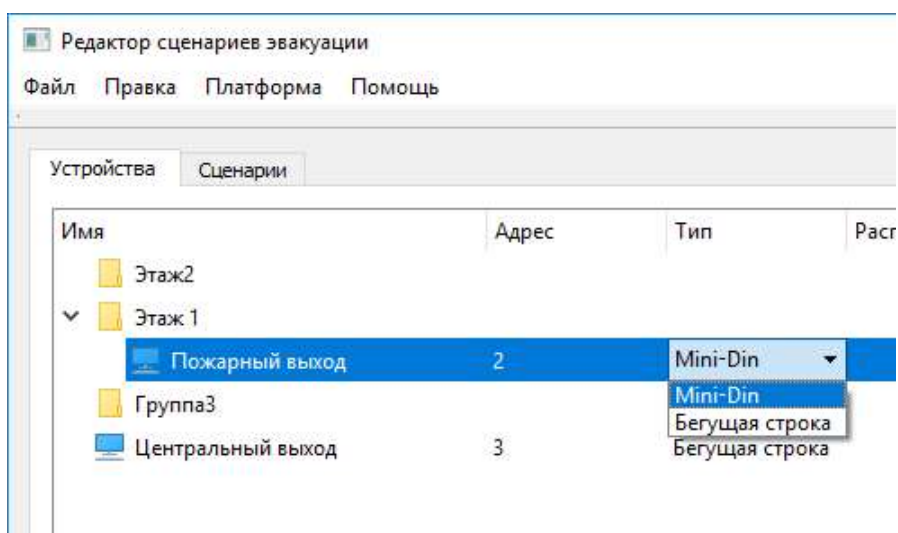 Редактор сценариев эвакуации
Файл Правка Платформа Помощь
Устройства Сценарии
Имя Адрес Тип Расп
Этаж2
Этаж 1
Пожарный выход 2 Mini-Din
Mini-Din
Группа3
Бегущая строка
Центральный выход 3 Бегущая строка